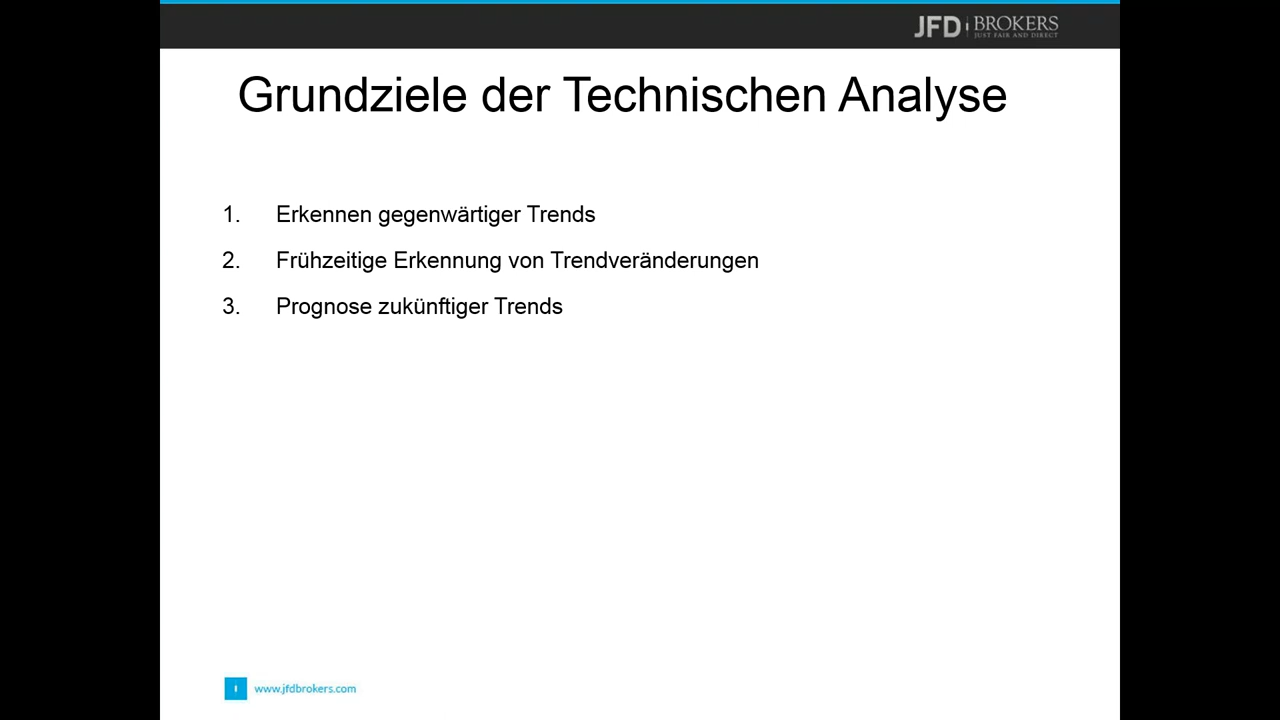 JFD BROKERS
JUST FAIR AND DIRECT
Grundziele der Technischen Analyse
1. Erkennen gegenwärtiger Trends
2. Frühzeitige Erkennung von Trendveränderungen
3. Prognose zukünftiger Trends
www.jfdbrokers.com